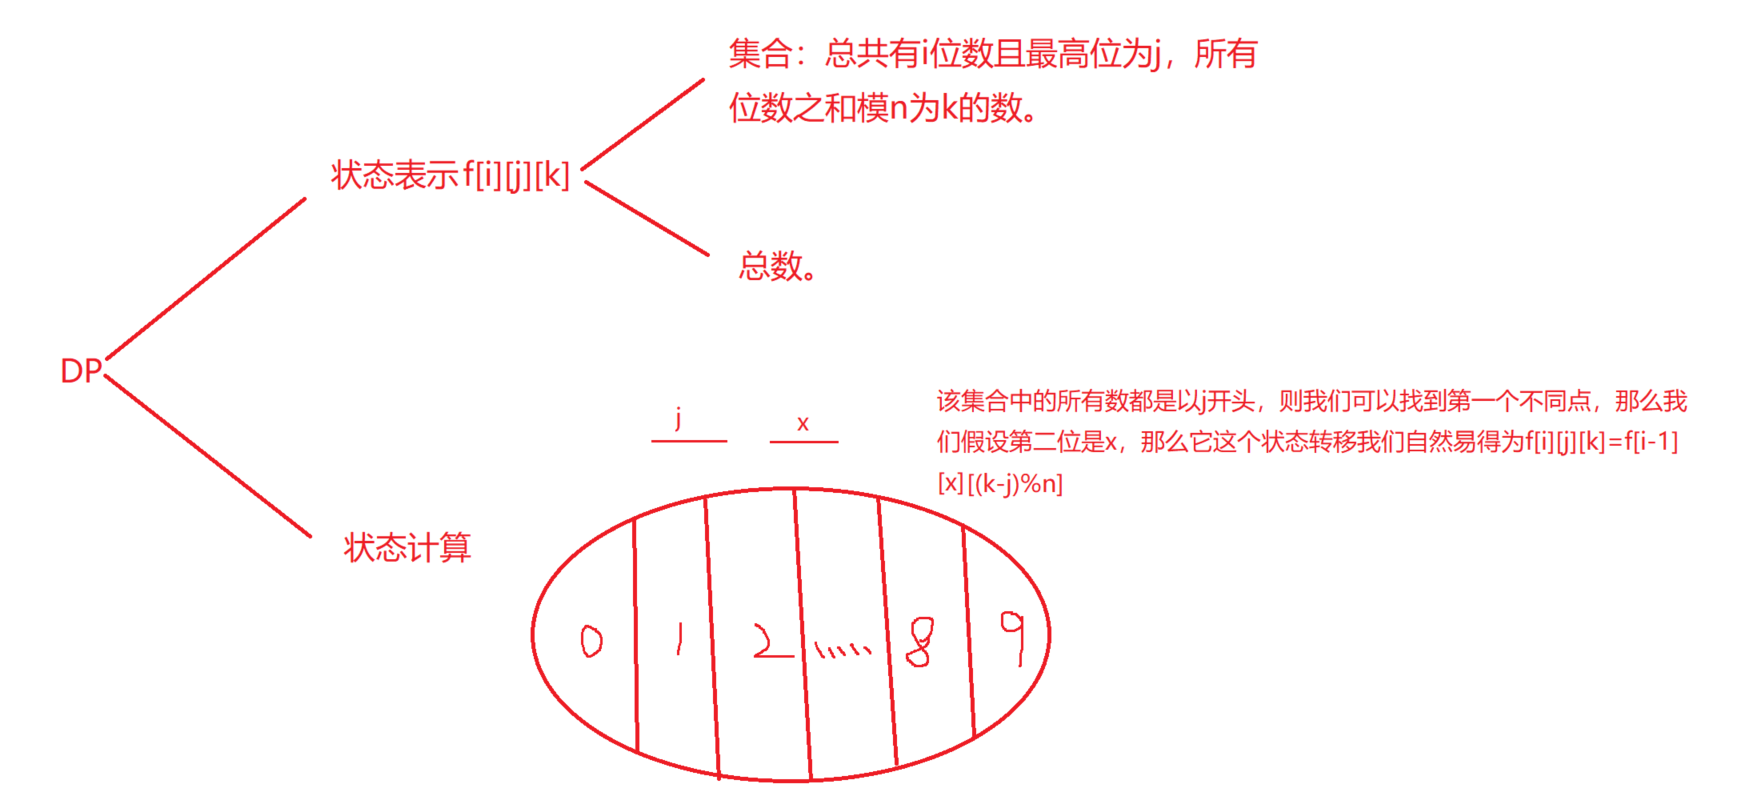 集合：总共有i位数且最高位为j，所有
位数之和模n为k的数。
状态表示f[i][j][k]
总数。
DP
状态计算
j
x
该集合中的所有数都是以j开头，则我们可以找到第一个不同点，那么我
们假设第二位是x，那么它这个状态转移我们自然易得为f[i][j][k]=f[i-1]
[x][(k-j)%n]
0 1 2 ..... 8 9